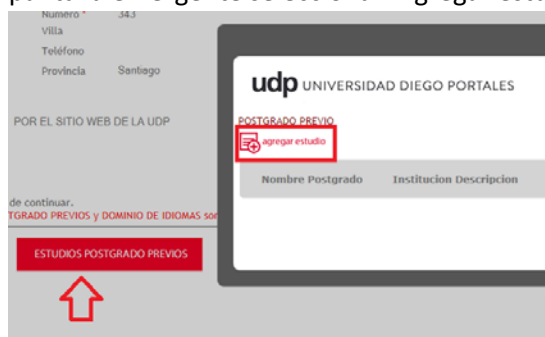 Número * 343
Villa
Teléfono
Provincia Santiago
POR EL SITIO WEB DE LA UDP
de continuar.
TGRADO PREVIOS y DOMINIO DE IDIOMAS son
ESTUDIOS POSTGRADO PREVIOS
udp UNIVERSIDAD DIEGO PORTALES
POSTGRADO PREVIO
agregar estudio
Nombre Postgrado Institucion Descripcion